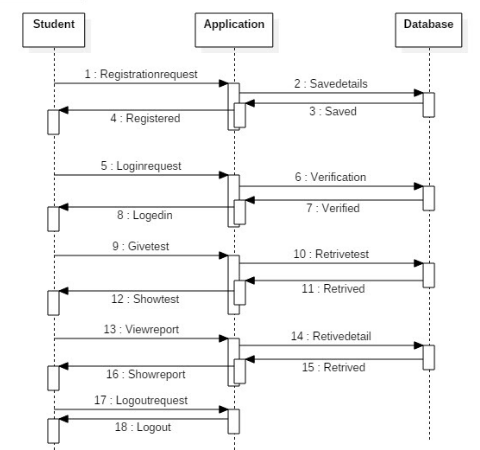 Student
Application
Database
1 : Registrationrequest
2 : Savedetails
3 : Saved
4 : Registered
5 : Loginrequest
6 : Verification
7 : Verified
8 : Logedin
9 : Givetest
10 : Retrivetest
11 : Retrived
12 : Showtest
13 : Viewreport
14 : Retivedetail
15 : Retrived
16 : Showreport
17 : Logoutrequest
18 : Logout